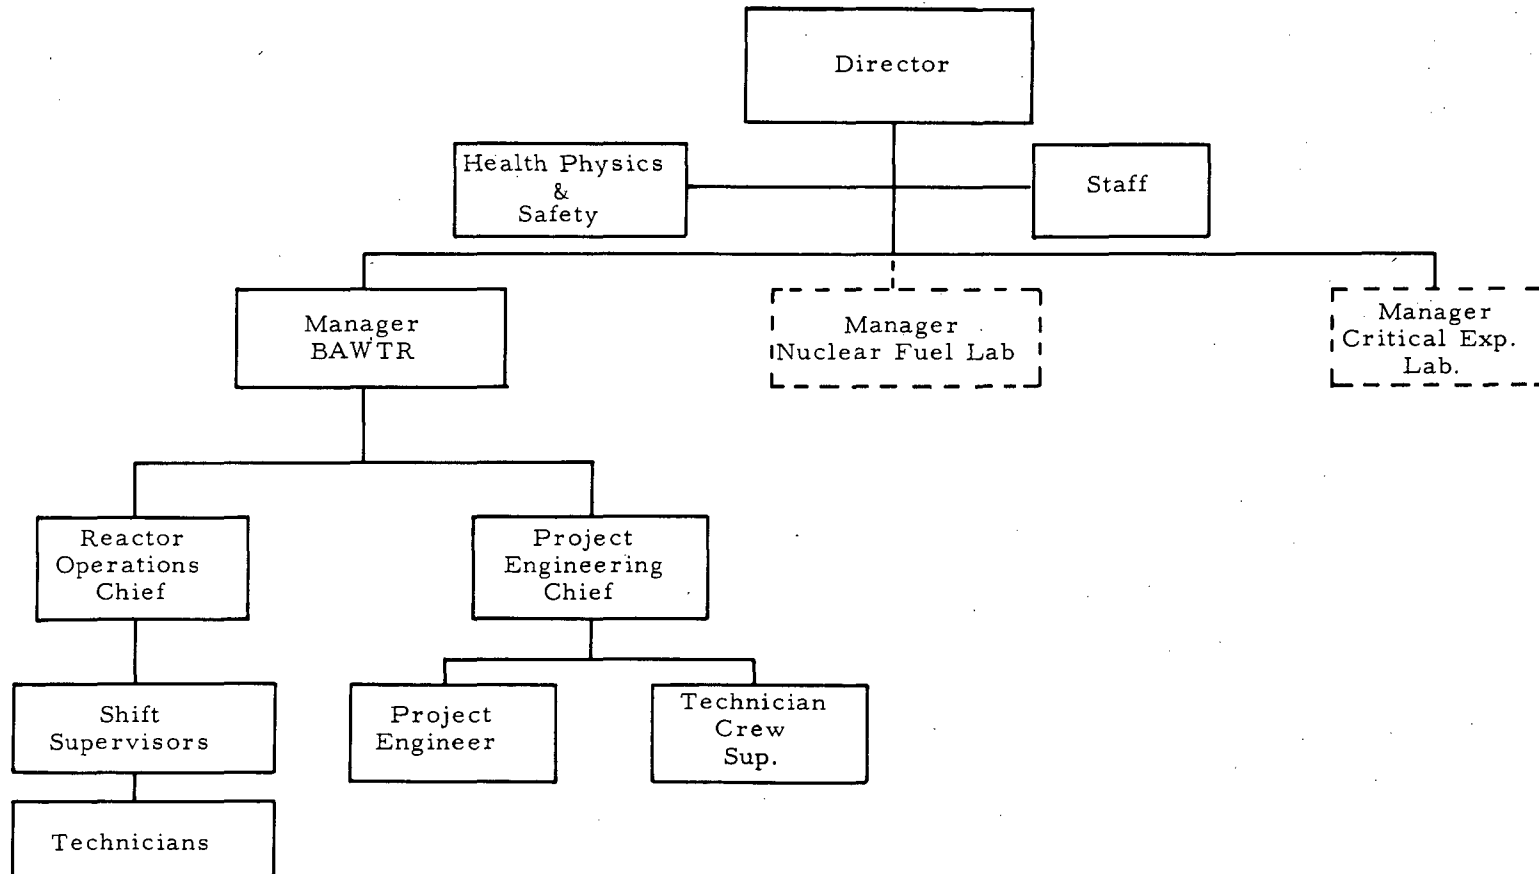 Director
Health Physics
&
Safety
Staff
Manager
BAWTR
Manager
Nuclear Fuel Lab
Manager
Critical Exp.
Lab.
Reactor
Operations
Chief
Project
Engineering
Chief
Shift
Supervisors
Project
Engineer
Technician
Crew
Sup.
Technicians